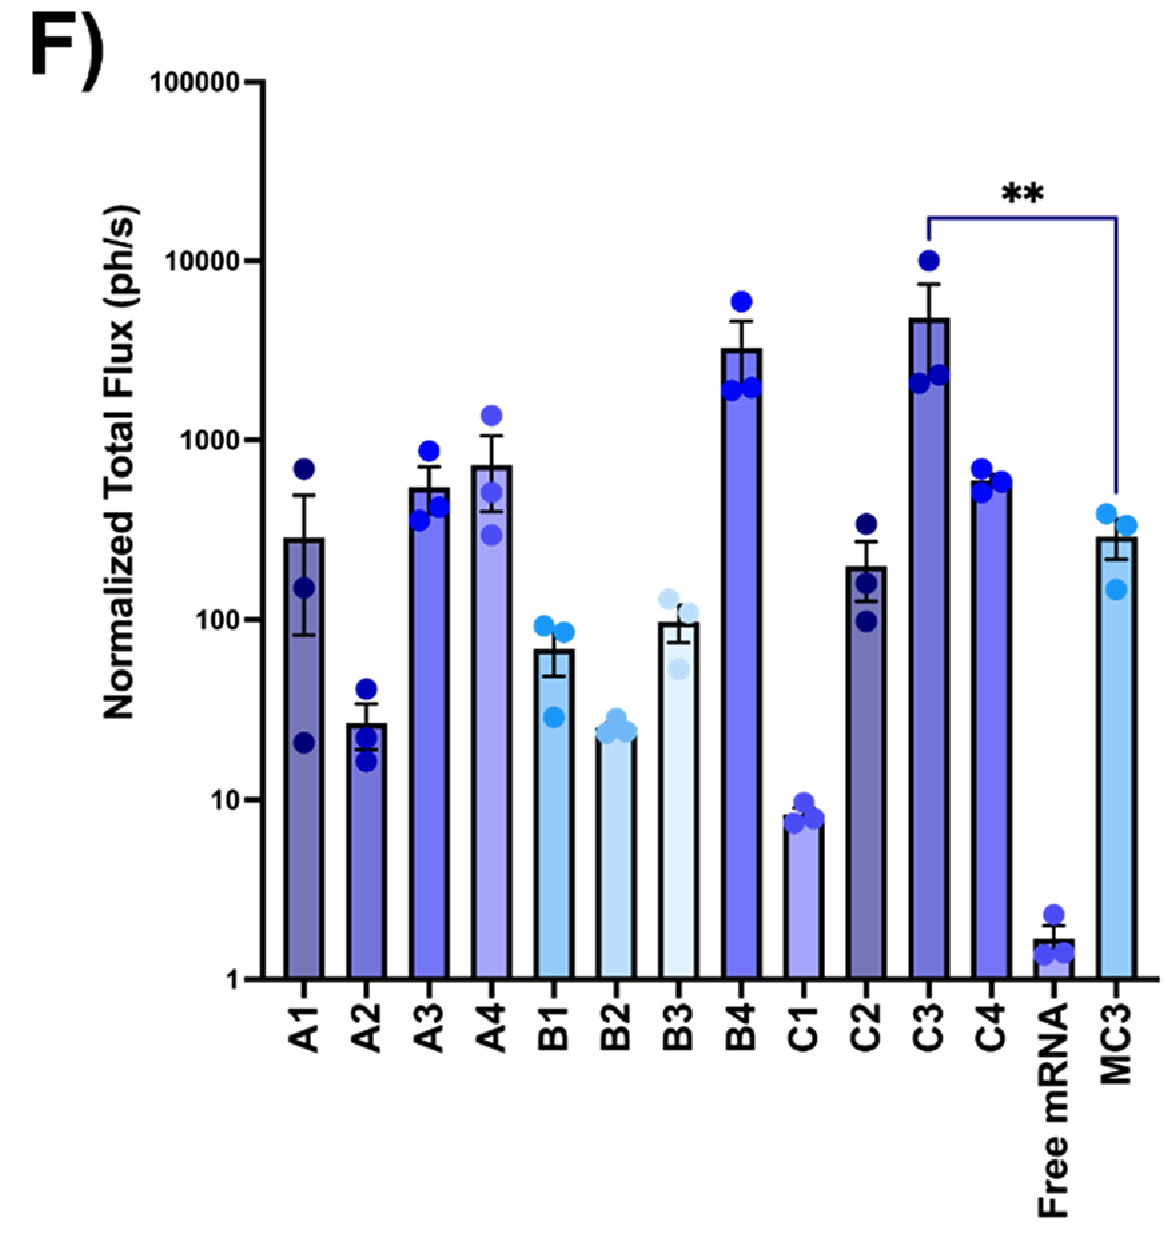 F)
Normalized Total Flux (ph/s)
100000
10000
1000
100
10
1
**
A1
A2
A3
A4
B1
B2
B3
B4
C1
C2
C3
C4
Free mRNA
MC3